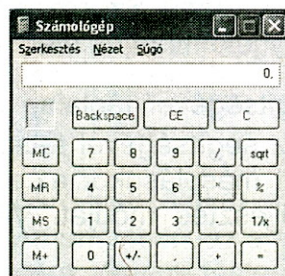 Számológép
Szerkesztés Nézet Súgó
0,
Backspace CE C
MC 7 8 9 / sqrt
MR 4 5 6 * %
MS 1 2 3 - 1/x
M+ 0 +/- , + =